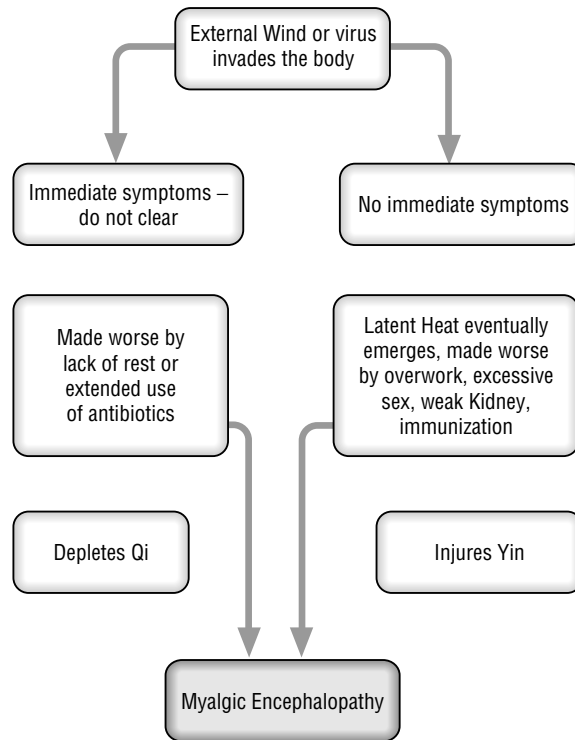 External Wind or virus
invades the body
Immediate symptoms –
do not clear
No immediate symptoms
Made worse by
lack of rest or
extended use
of antibiotics
Latent Heat eventually
emerges, made worse
by overwork, excessive
sex, weak Kidney,
immunization
Depletes Qi
Injures Yin
Myalgic Encephalopathy